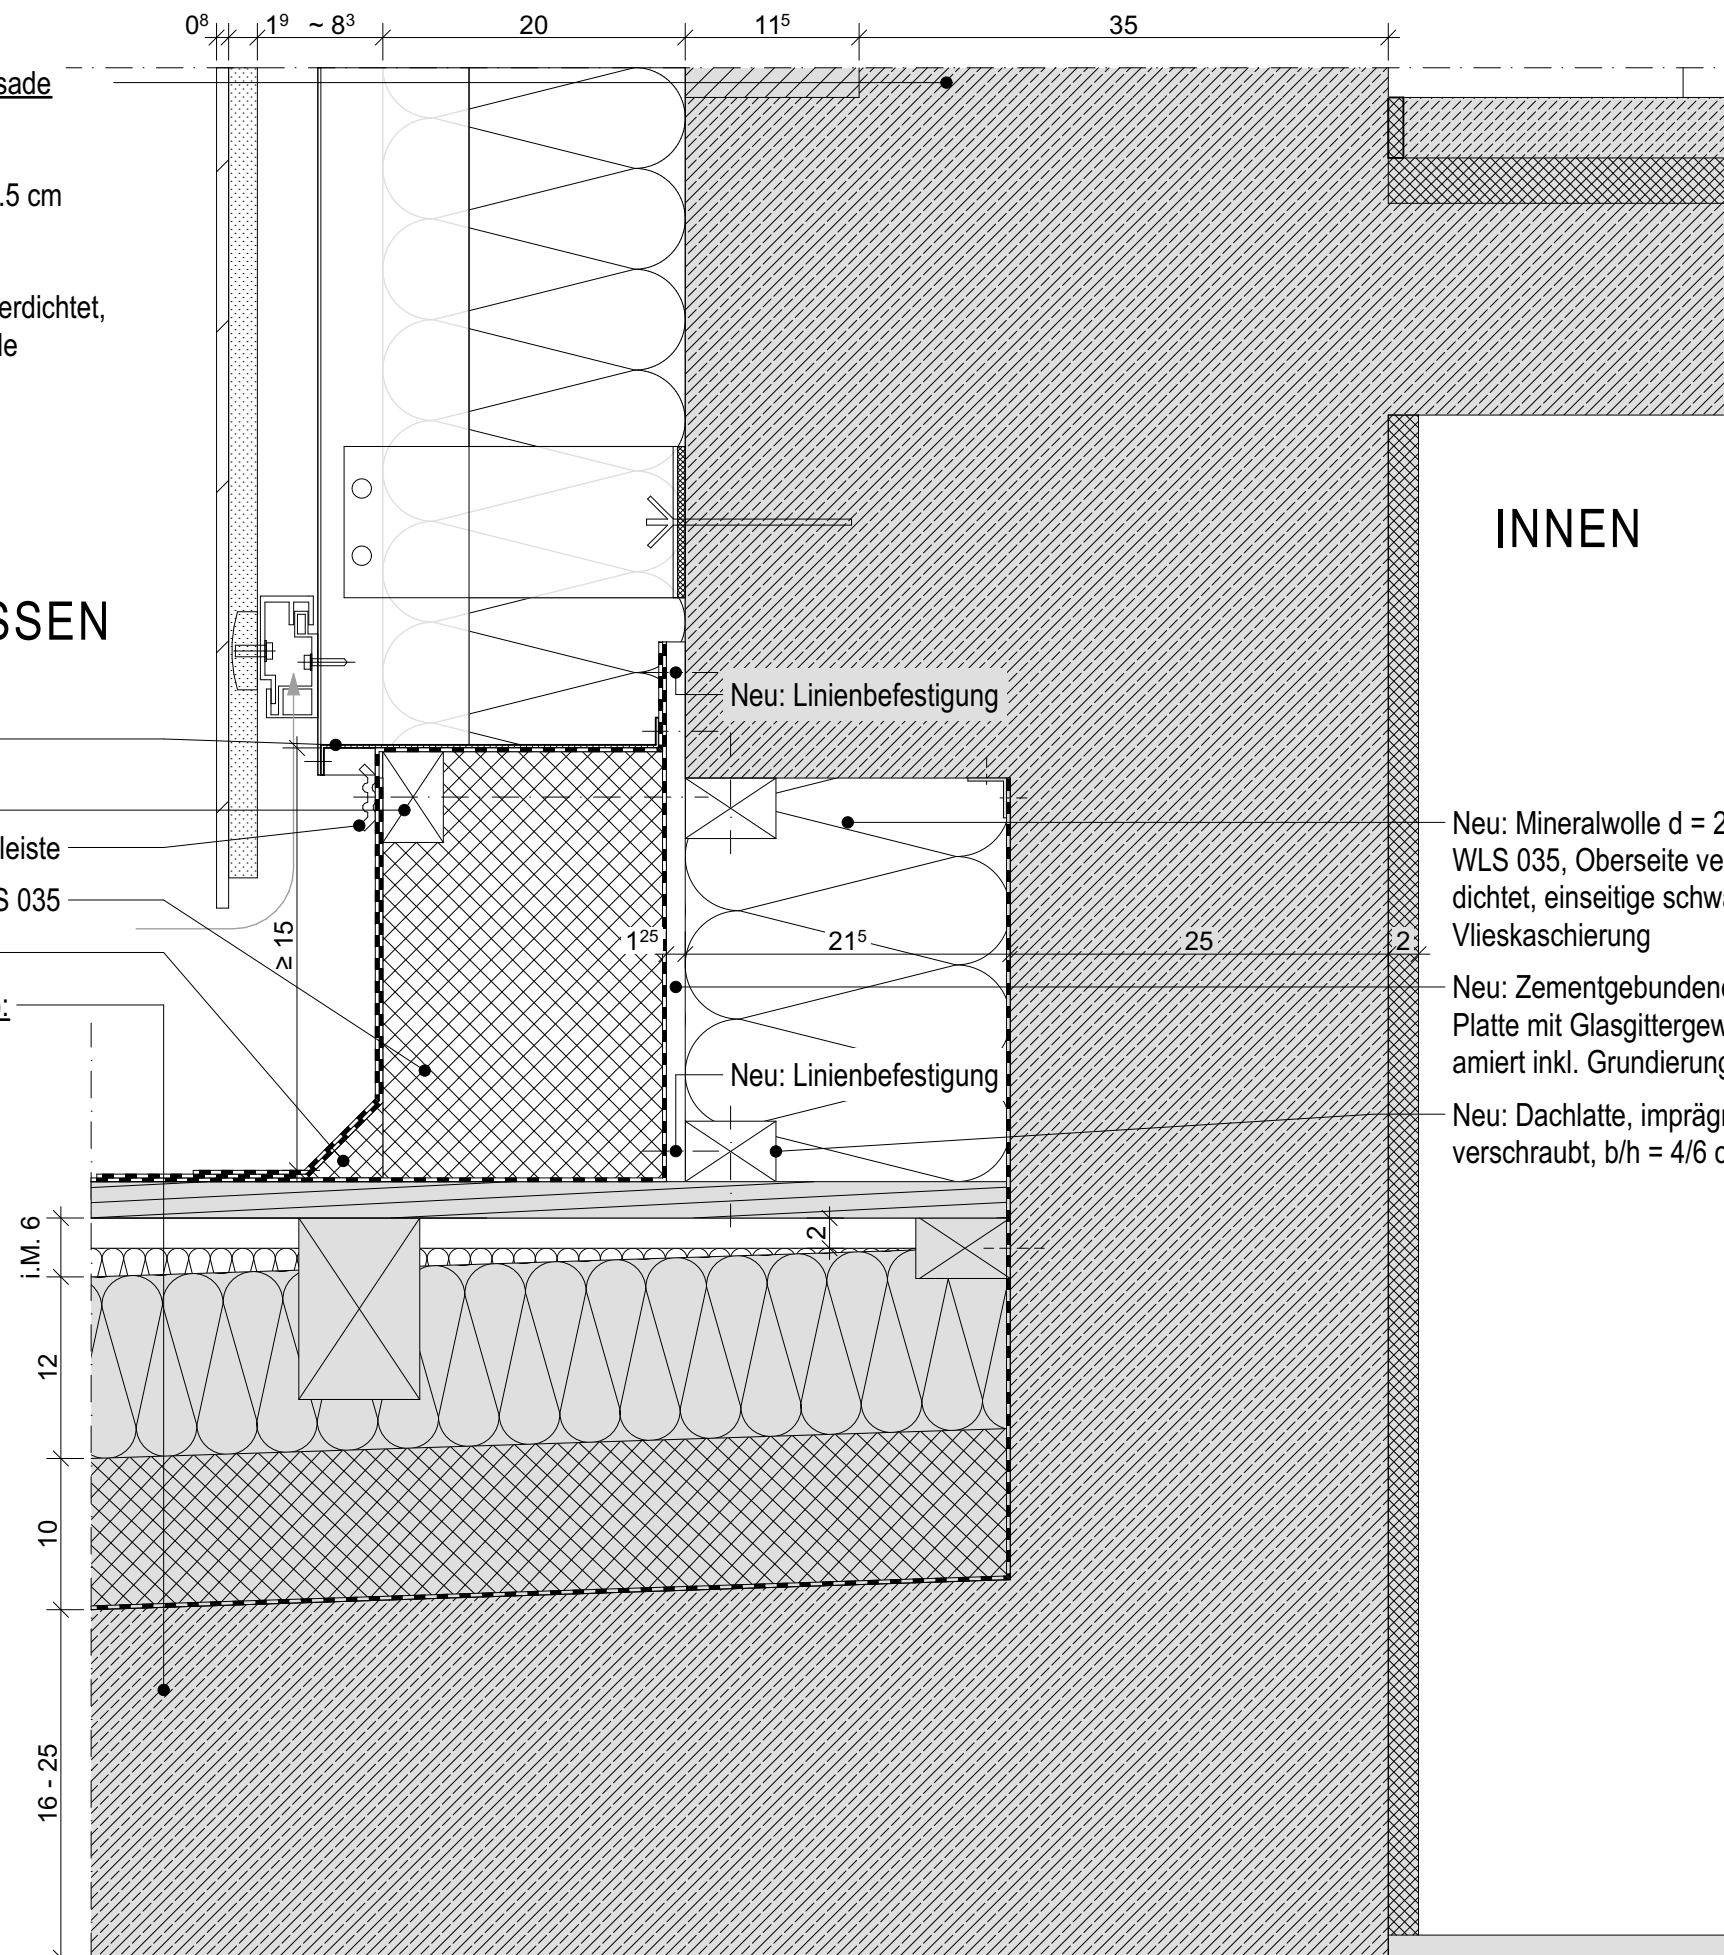 0⁸ 1⁹ ~ 8³ 20 11⁵ 35
sade
.5 cm
erdichtet,
le
INNEN
SSEN
Neu: Linienbefestigung
leiste
S 035
≥ 15
1²⁵ 21⁵ 25 2
Neu: Mineralwolle d = 2
WLS 035, Oberseite ve
dichtet, einseitige schwa
Vlieskaschierung
Neu: Zementgebunden
Platte mit Glasgittergew
amiert inkl. Grundierung
Neu: Linienbefestigung
Neu: Dachlatte, imprägn
verschraubt, b/h = 4/6 c
i.M. 6
2
12
10
16 - 25